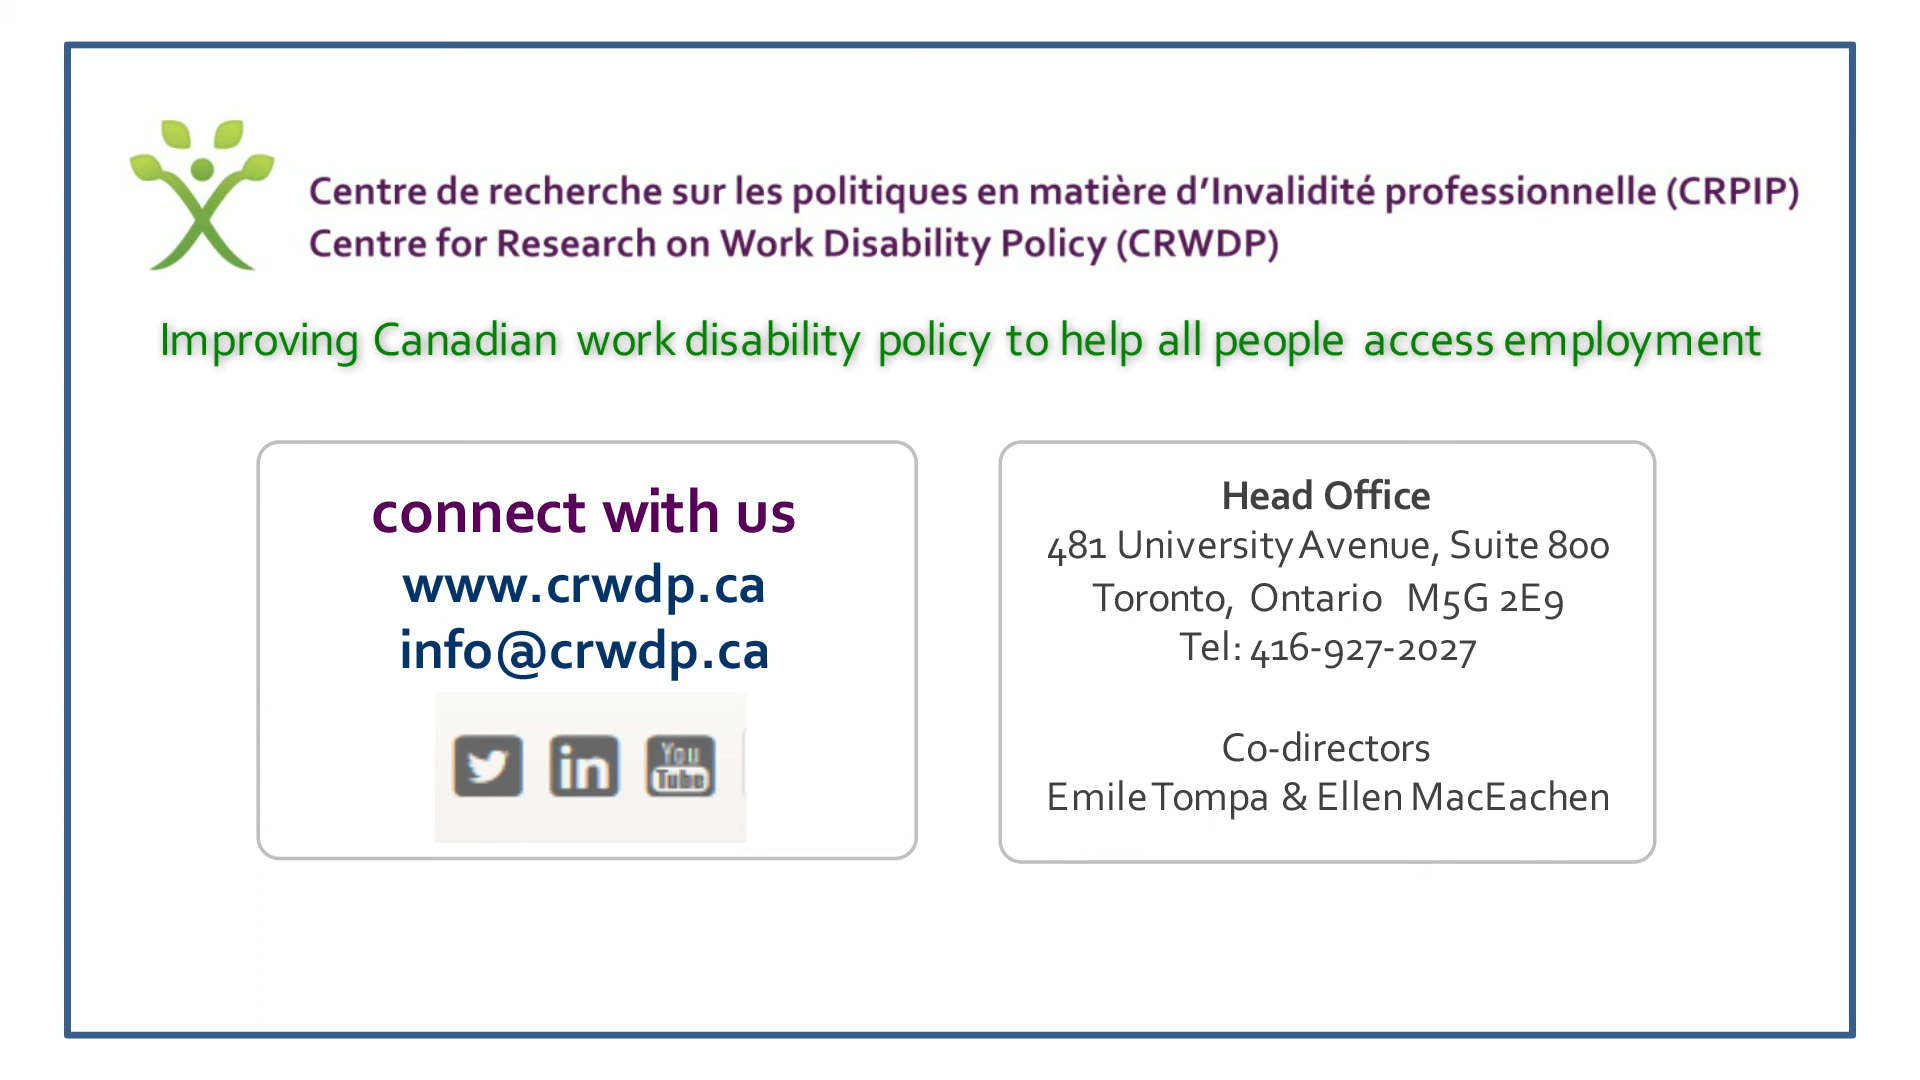 Centre de recherche sur les politiques en matière d’Invalidité professionnelle (CRPIP)
Centre for Research on Work Disability Policy (CRWDP)
Improving Canadian work disability policy to help all people access employment
connect with us
www.crwdp.ca
info@crwdp.ca
in
You
Tube
Head Office
481 University Avenue, Suite 800
Toronto, Ontario M5G 2E9
Tel: 416-927-2027
Co-directors
Emile Tompa & Ellen MacEachen